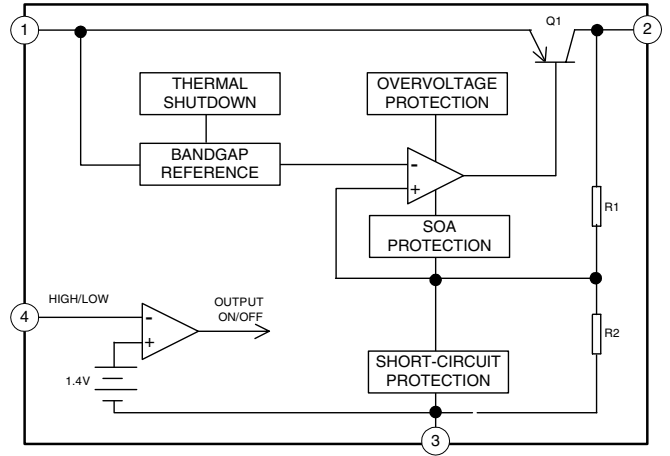 1
Q1
2
THERMAL
SHUTDOWN
OVERVOLTAGE
PROTECTION
BANDGAP
REFERENCE
-
+
R1
SOA
PROTECTION
4
HIGH/LOW
OUTPUT
ON/OFF
-
+
R2
1.4V
SHORT-CIRCUIT
PROTECTION
3